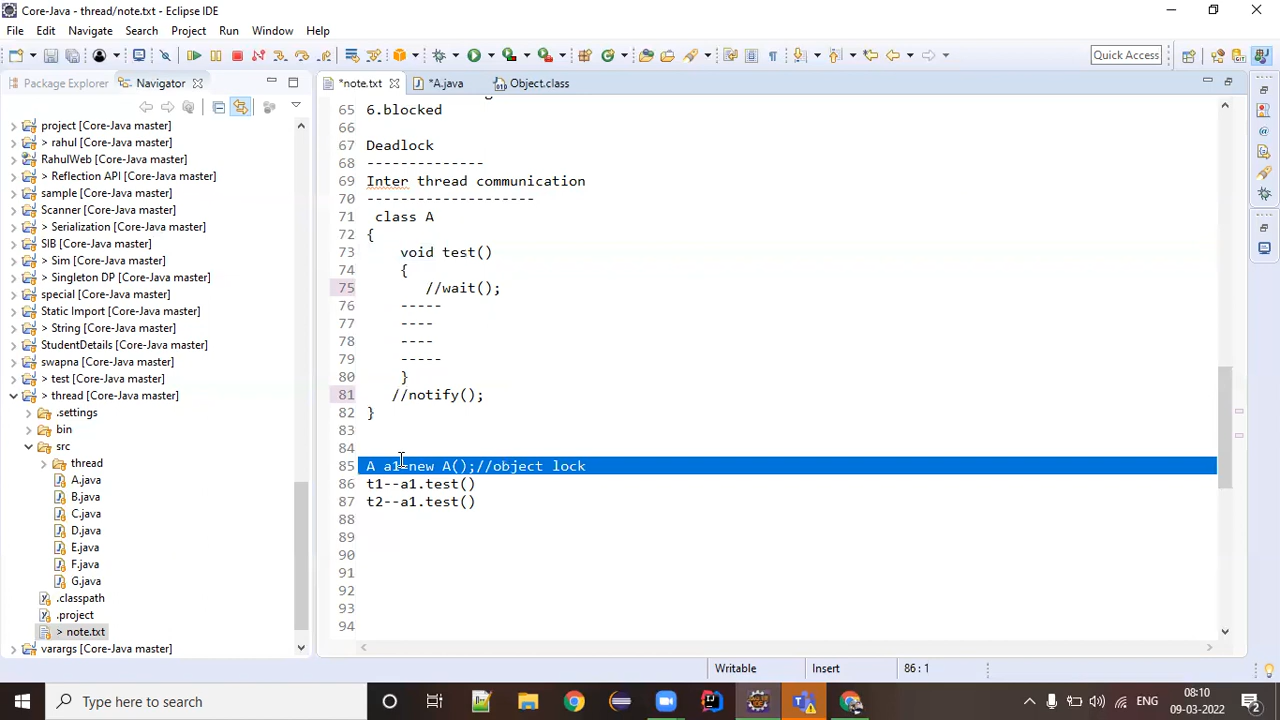 Core-Java - thread/note.txt - Eclipse IDE
File Edit Navigate Search Project Run Window Help
Quick Access
Package Explorer Navigator
*note.txt *A.java Object.class
project [Core-Java master]
> rahul [Core-Java master]
RahulWeb [Core-Java master]
> Reflection API [Core-Java master]
sample [Core-Java master]
Scanner [Core-Java master]
> Serialization [Core-Java master]
SIB [Core-Java master]
> Sim [Core-Java master]
> Singleton DP [Core-Java master]
special [Core-Java master]
Static Import [Core-Java master]
> String [Core-Java master]
StudentDetails [Core-Java master]
swapna [Core-Java master]
> test [Core-Java master]
> thread [Core-Java master]
.settings
bin
src
thread
A.java
B.java
C.java
D.java
E.java
F.java
G.java
.classpath
.project
> note.txt
varargs [Core-Java master]
65 6.blocked
66
67 Deadlock
68 --------------
69 Inter thread communication
70 --------------------
71 class A
72 {
73 void test()
74 {
75 //wait();
76 -----
77 ----
78 ----
79 -----
80 }
81 //notify();
82 }
83
84
85 A a1=new A();//object lock
86 t1--a1.test()
87 t2--a1.test()
88
89
90
91
92
93
94
Writable Insert 86 : 1
Type here to search
ENG
08:10
09-03-2022
2